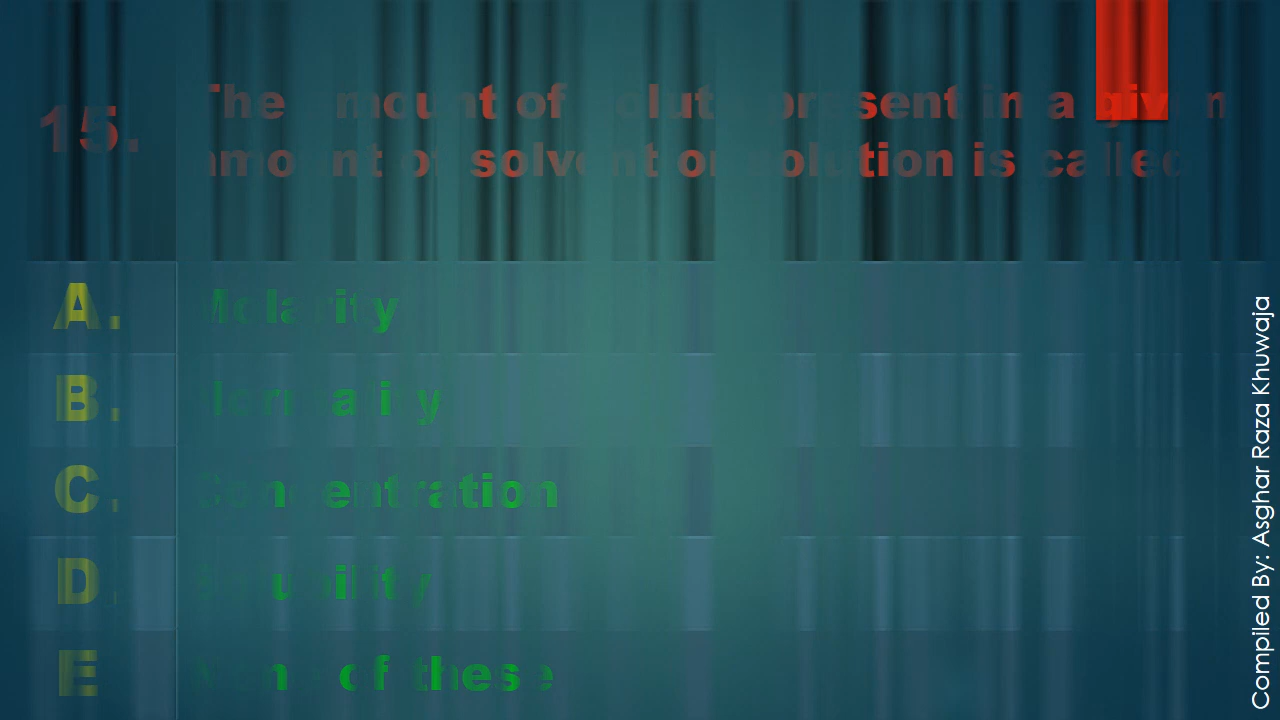 15.
The amount of solute present in a given
amount of solvent or solution is called
A. Molarity
B. Normality
C. Concentration
D. Solubility
E None of these
Compiled By: Asghar Raza Khuwaja